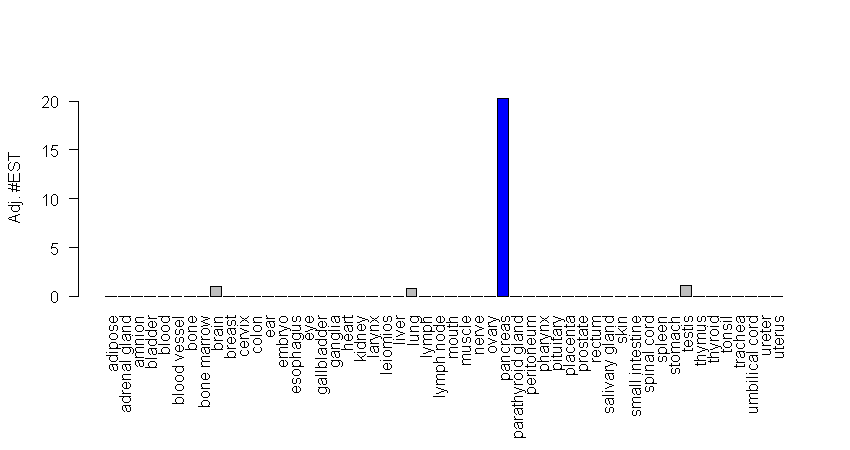 Adj. #EST
20
15
10
5
0
adipose
adrenal gland
amnion
bladder
blood
blood vessel
bone
bone marrow
brain
breast
cervix
colon
ear
embryo
esophagus
eye
gallbladder
ganglia
heart
kidney
larynx
leiomios
liver
lung
lymph
lymph node
mouth
muscle
nerve
ovary
pancreas
parathyroid gland
peritoneum
pharynx
pituitary
placenta
prostate
rectum
salivary gland
skin
small intestine
spinal cord
spleen
stomach
testis
thymus
thyroid
tonsil
trachea
umbilical cord
ureter
uterus